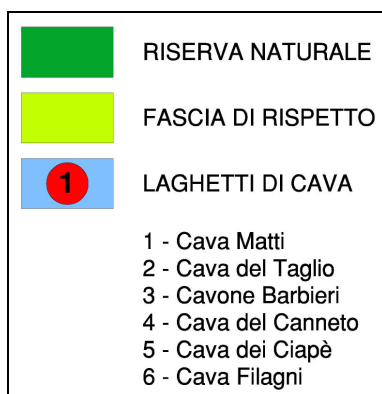 RISERVA NATURALE
FASCIA DI RISPETTO
1 LAGHETTI DI CAVA
1 - Cava Matti
2 - Cava del Taglio
3 - Cavone Barbieri
4 - Cava del Canneto
5 - Cava dei Ciapè
6 - Cava Filagni